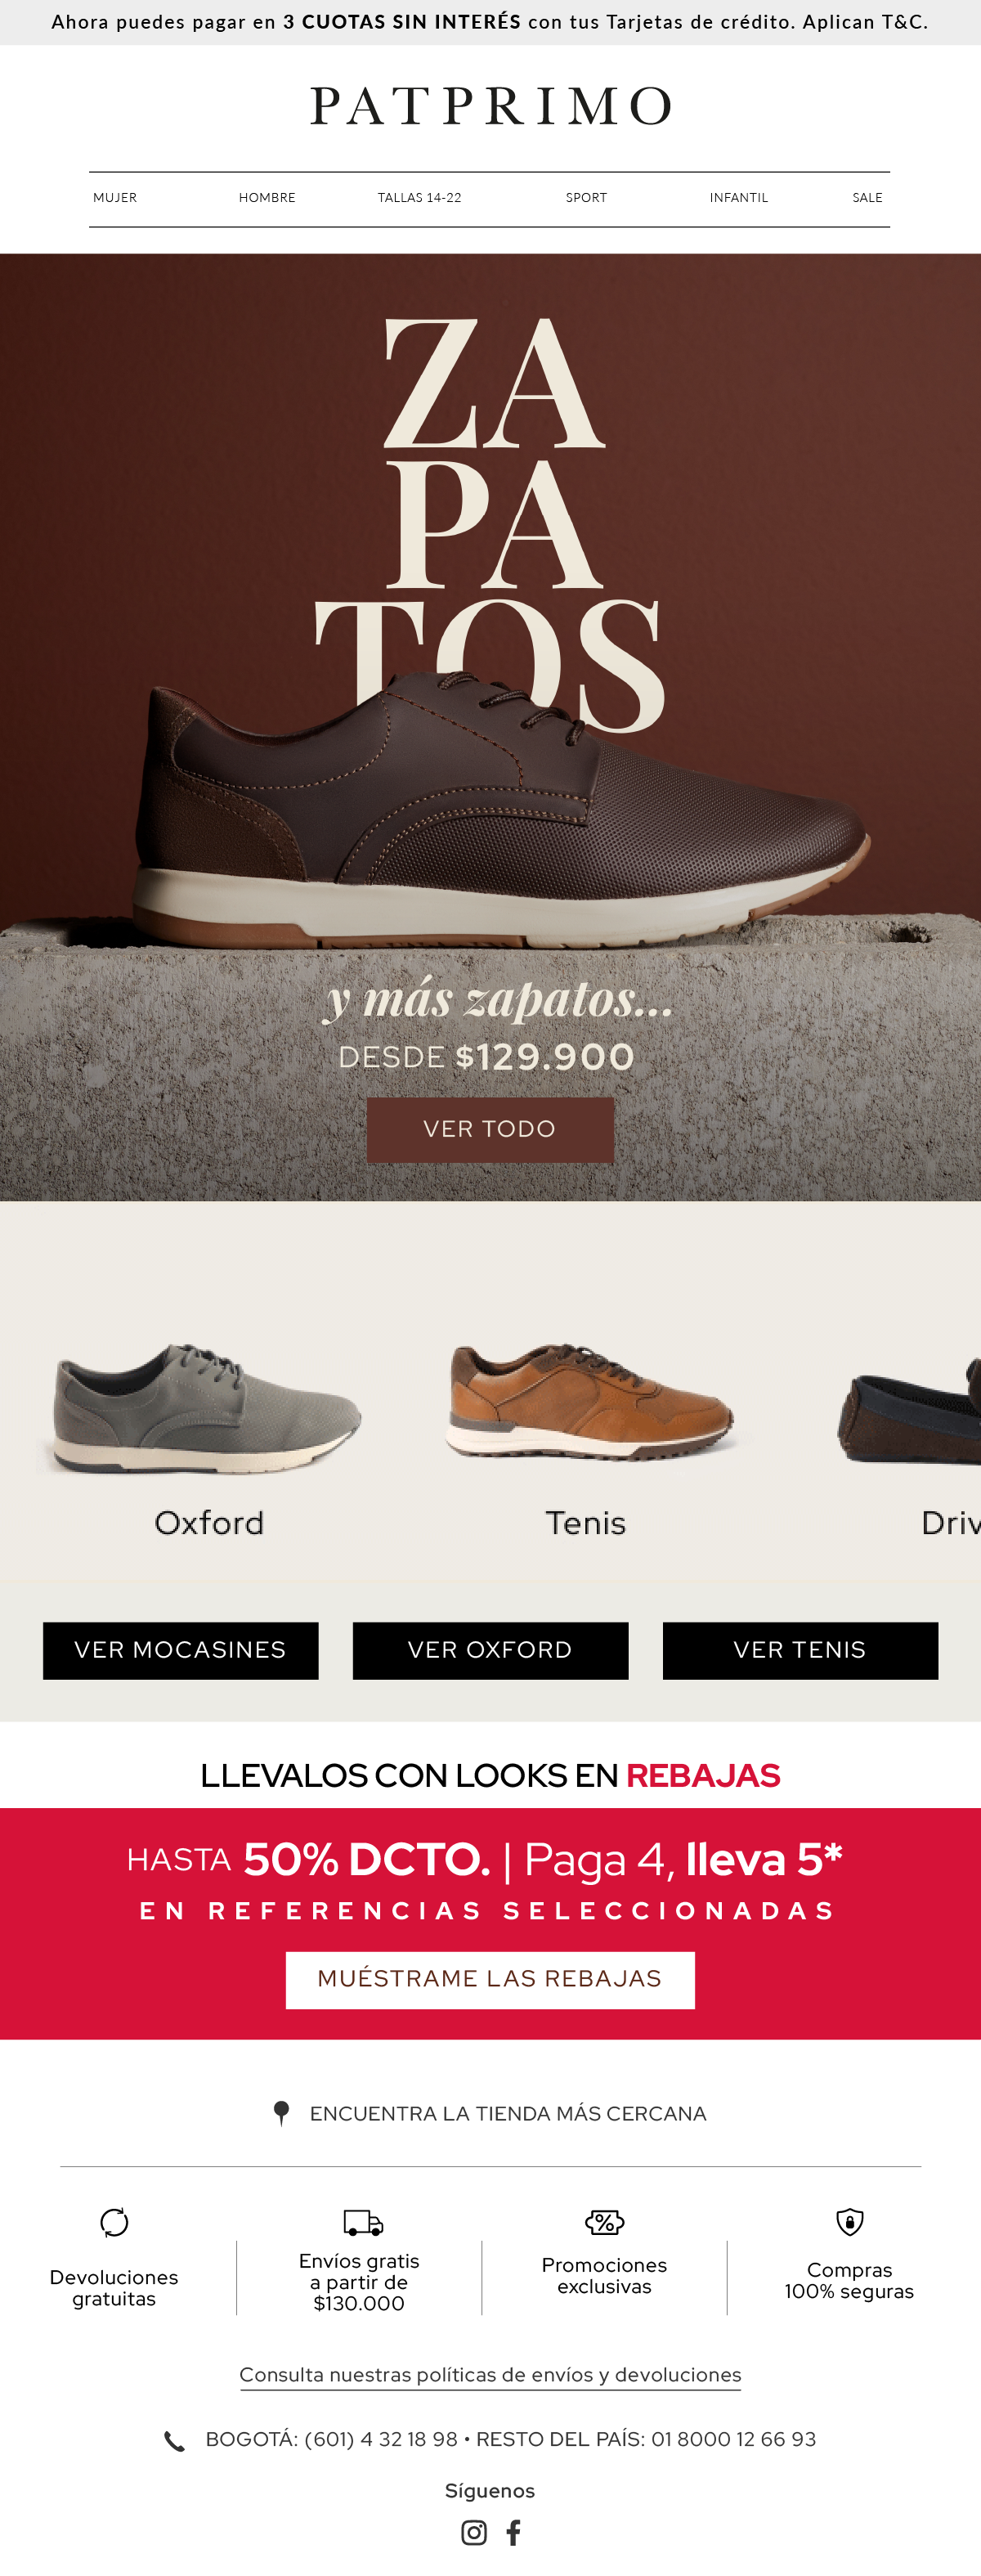 Ahora puedes pagar en 3 CUOTAS SIN INTERÉS con tus Tarjetas de crédito. Aplican T&C.
PATPRIMO
MUJER HOMBRE TALLAS 14-22 SPORT INFANTIL SALE
ZA
PA
TOS
y más zapatos...
DESDE $129.900
VER TODO
Oxford Tenis Driv
VER MOCASINES VER OXFORD VER TENIS
LLEVALOS CON LOOKS EN REBAJAS
HASTA 50% DCTO. | Paga 4, lleva 5*
EN REFERENCIAS SELECCIONADAS
MUÉSTRAME LAS REBAJAS
ENCUENTRA LA TIENDA MÁS CERCANA
Devoluciones
gratuitas
Envíos gratis
a partir de
$130.000
Promociones
exclusivas
Compras
100% seguras
Consulta nuestras políticas de envíos y devoluciones
BOGOTÁ: (601) 4 32 18 98 • RESTO DEL PAÍS: 01 8000 12 66 93
Síguenos